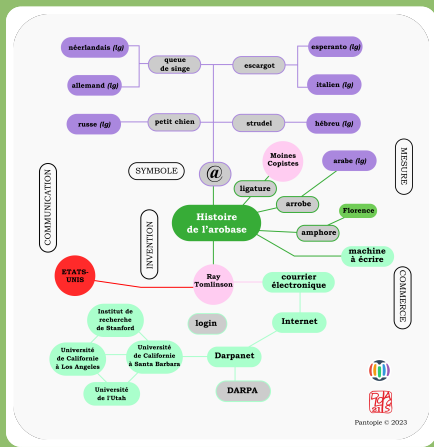 néerlandais (lg)
queue
de singe
escargot
esperanto (lg)
allemand (lg)
italien (lg)
russe (lg)
petit chien
strudel
hébreu (lg)
Moines
Copistes
arabe (lg)
MESURE
SYMBOLE
@
ligature
arrobe
COMMUNICATION
INVENTION
Histoire
de l'arobase
Florence
amphore
machine
à écrire
ETATS-
UNIS
Ray
Tomlinson
courrier
électronique
COMMERCE
Institut de
recherche
de Stanford
login
Internet
Université
de Californie
à Los Angeles
Université
de Californie
à Santa Barbara
Darpanet
Université
de l'Utah
DARPA
Pantopie © 2023